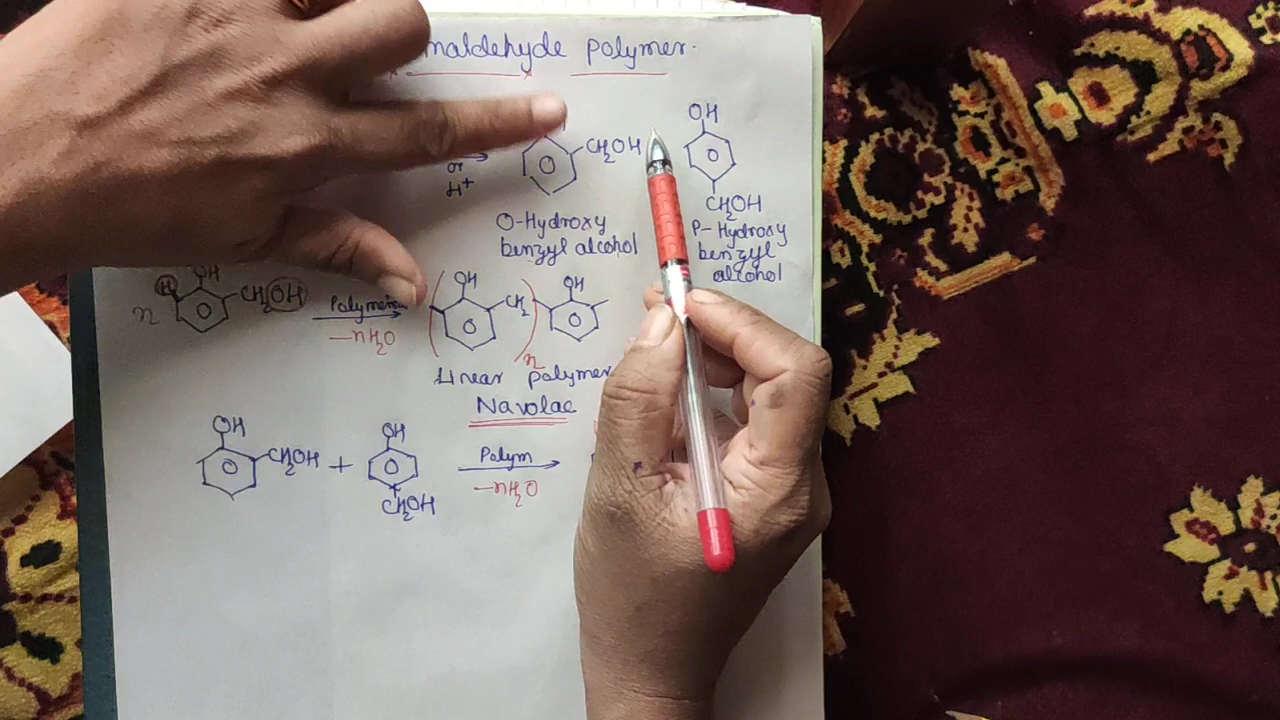 maldehyde polymer.
OH
CH2OH
or
H+
CH2OH
O-Hydroxy P-Hydroxy
benzyl alcohol benzyl
alcohol
n H OH CH2OH Polymerisn -nH2O OH CH2 n OH
Linear polymer
Navolac
OH OH
CH2OH + Polym
-nH2O
CH2OH